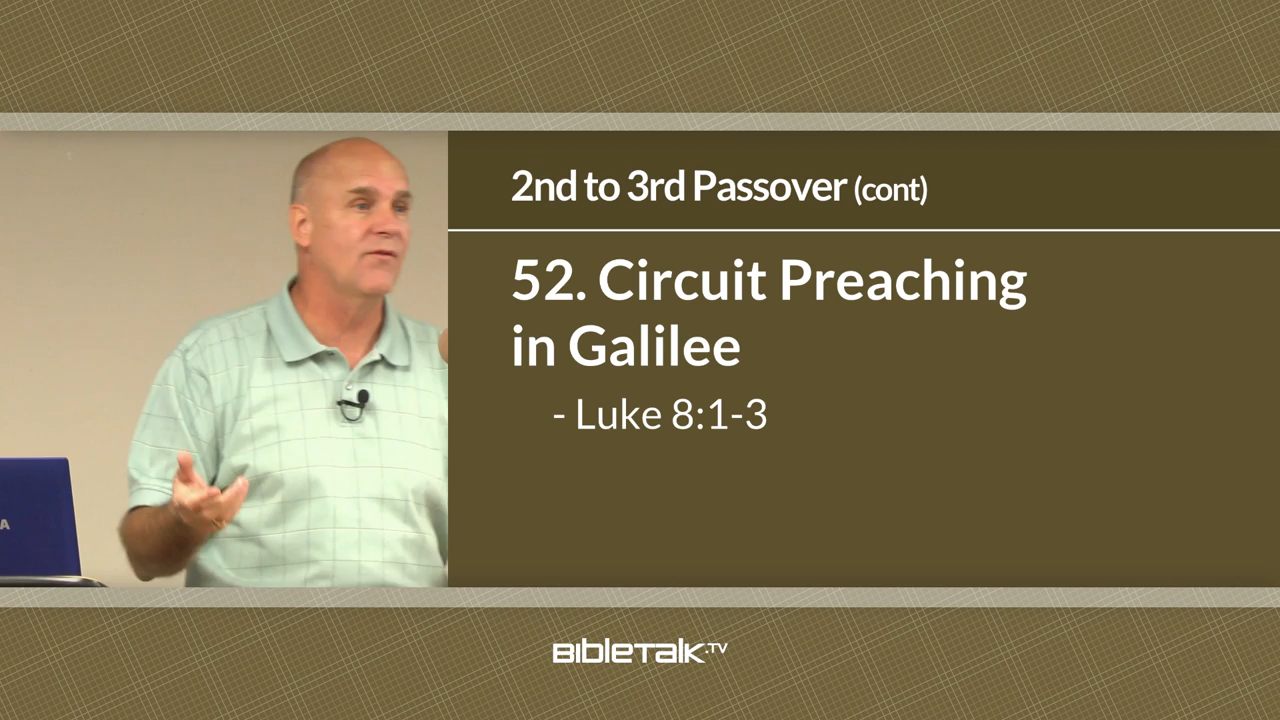 2nd to 3rd Passover (cont)
52. Circuit Preaching
in Galilee
- Luke 8:1-3
A
BIBLETALK.TV